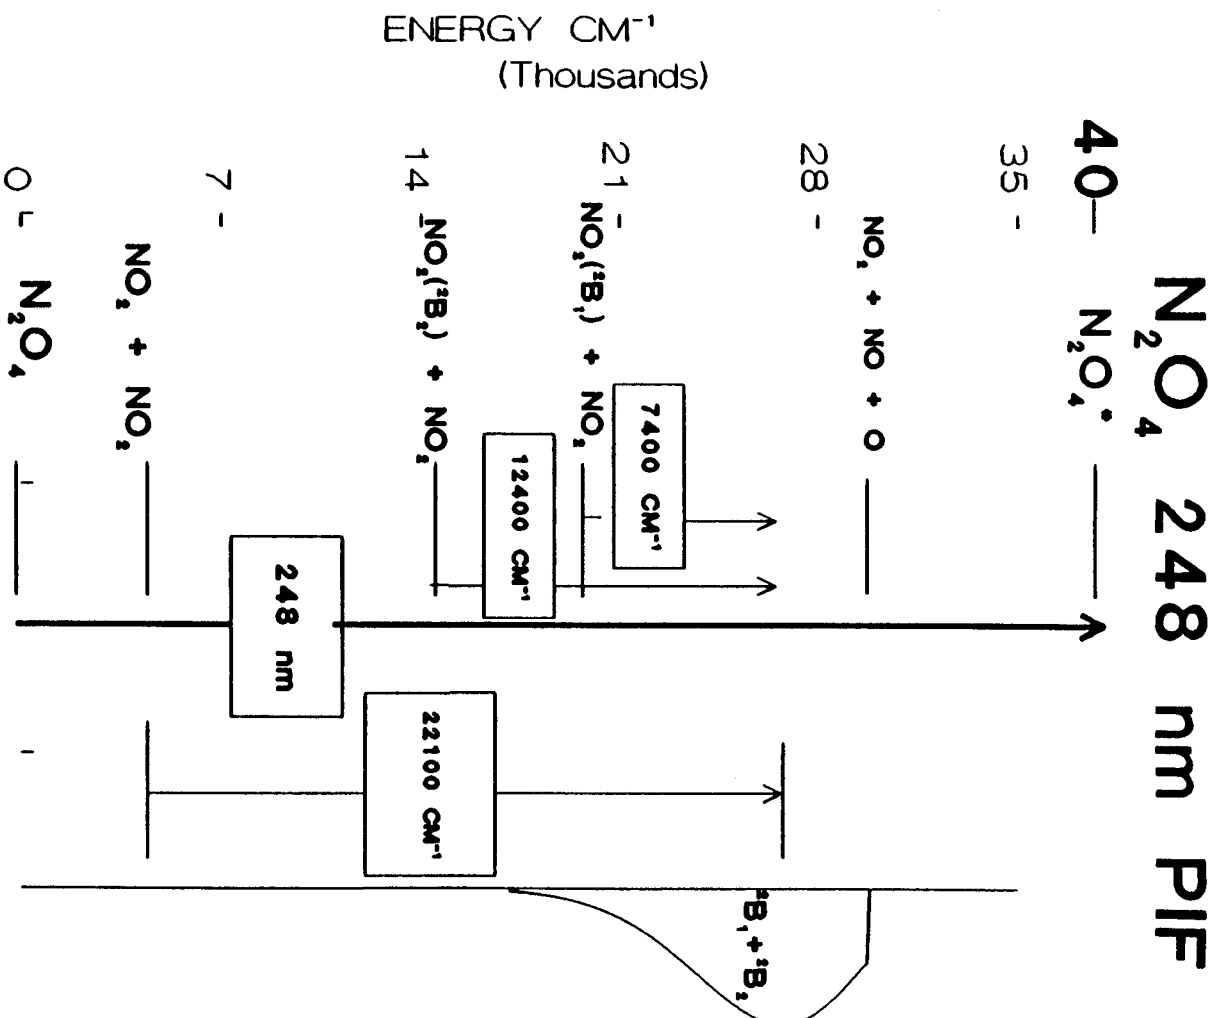 N₂O₄ 248 nm PIF
ENERGY CM⁻¹
(Thousands)
40
35
28
21
14
7
0
N₂O₄*
NO₂ + NO + O
NO₂(²B₁) + NO₂
NO₂(²B₂) + NO₂
NO₂ + NO₂
N₂O₄
7400 CM⁻¹
12400 CM⁻¹
248 nm
22100 CM⁻¹
²B₁+²B₂